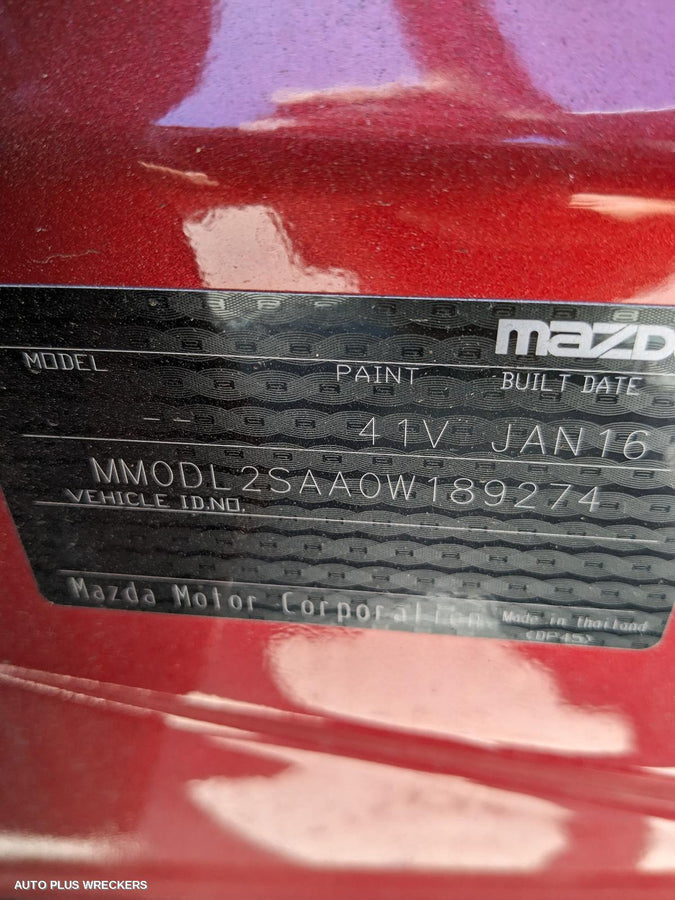 mazD
MODEL PAINT BUILT DATE
-- 41V JAN16
MM0DL2SAA0W189274
VEHICLE ID.NO.
Mazda Motor Corporation Made in Thailand
<DP45>
AUTO PLUS WRECKERS